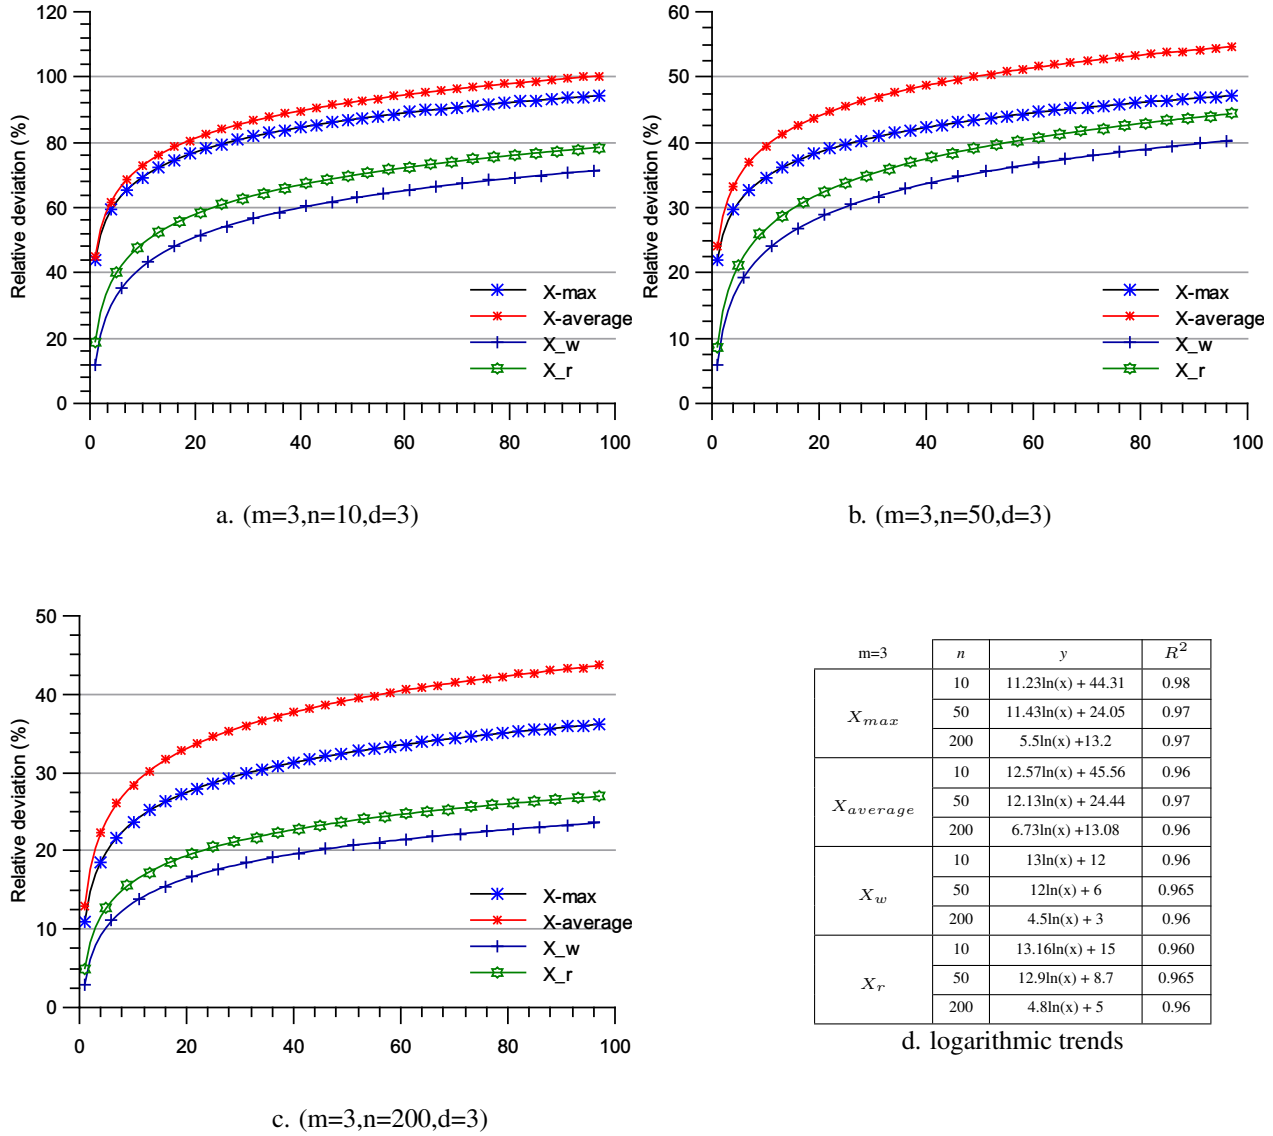 120
100
80
60
40
20
0
Relative deviation (%)
0 20 40 60 80 100
X-max
X-average
X_w
X_r
a. (m=3,n=10,d=3)
60
50
40
30
20
10
0
Relative deviation (%)
0 20 40 60 80 100
X-max
X-average
X_w
X_r
b. (m=3,n=50,d=3)
50
40
30
20
10
0
Relative deviation (%)
0 20 40 60 80 100
X-max
X-average
X_w
X_r
c. (m=3,n=200,d=3)
m=3 n y R^2
X_{max}
10 11.23ln(x) + 44.31 0.98
50 11.43ln(x) + 24.05 0.97
200 5.5ln(x) +13.2 0.97
X_{average}
10 12.57ln(x) + 45.56 0.96
50 12.13ln(x) + 24.44 0.97
200 6.73ln(x) +13.08 0.96
X_w
10 13ln(x) + 12 0.96
50 12ln(x) + 6 0.965
200 4.5ln(x) + 3 0.96
X_r
10 13.16ln(x) + 15 0.960
50 12.9ln(x) + 8.7 0.965
200 4.8ln(x) + 5 0.96
d. logarithmic trends